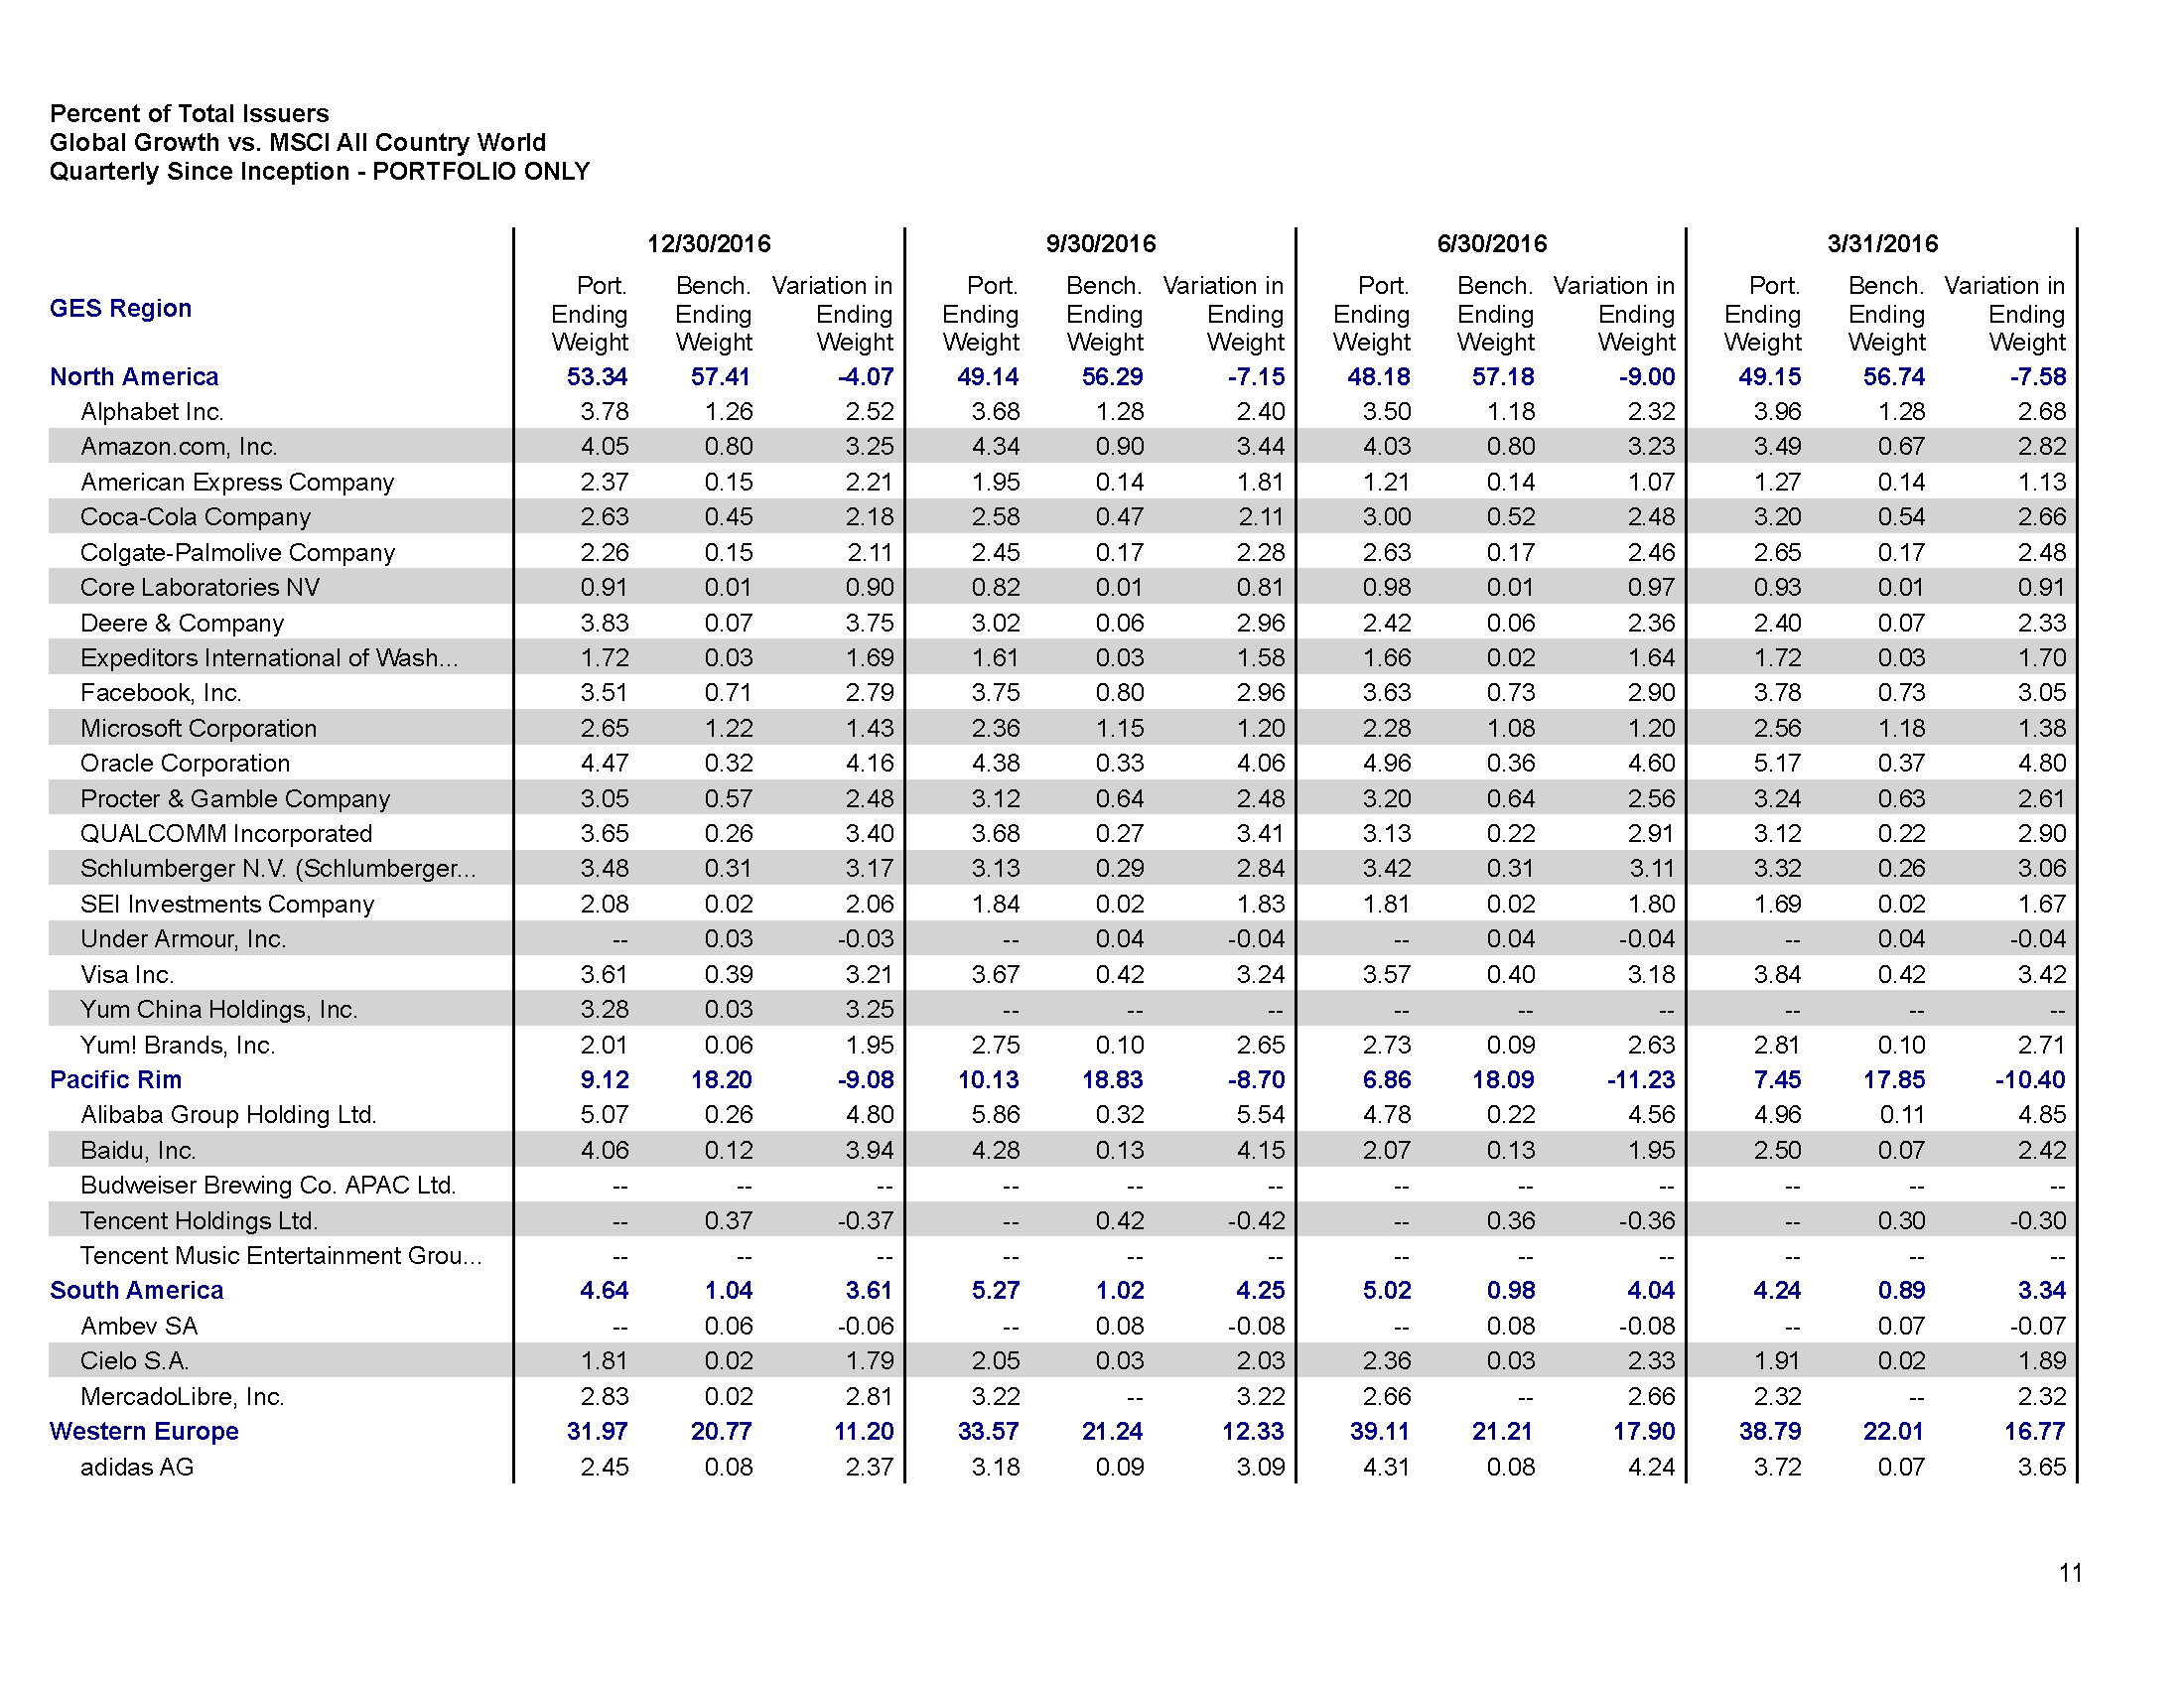 Percent of Total Issuers
Global Growth vs. MSCI All Country World
Quarterly Since Inception - PORTFOLIO ONLY
12/30/2016 9/30/2016 6/30/2016 3/31/2016
Port. Bench. Variation in Port. Bench. Variation in Port. Bench. Variation in Port. Bench. Variation in
GES Region Ending Ending Ending Ending Ending Ending Ending Ending Ending Ending Ending Ending
Weight Weight Weight Weight Weight Weight Weight Weight Weight Weight Weight Weight
North America 53.34 57.41 -4.07 49.14 56.29 -7.15 48.18 57.18 -9.00 49.15 56.74 -7.58
Alphabet Inc. 3.78 1.26 2.52 3.68 1.28 2.40 3.50 1.18 2.32 3.96 1.28 2.68
Amazon.com, Inc. 4.05 0.80 3.25 4.34 0.90 3.44 4.03 0.80 3.23 3.49 0.67 2.82
American Express Company 2.37 0.15 2.21 1.95 0.14 1.81 1.21 0.14 1.07 1.27 0.14 1.13
Coca-Cola Company 2.63 0.45 2.18 2.58 0.47 2.11 3.00 0.52 2.48 3.20 0.54 2.66
Colgate-Palmolive Company 2.26 0.15 2.11 2.45 0.17 2.28 2.63 0.17 2.46 2.65 0.17 2.48
Core Laboratories NV 0.91 0.01 0.90 0.82 0.01 0.81 0.98 0.01 0.97 0.93 0.01 0.91
Deere & Company 3.83 0.07 3.75 3.02 0.06 2.96 2.42 0.06 2.36 2.40 0.07 2.33
Expeditors International of Wash... 1.72 0.03 1.69 1.61 0.03 1.58 1.66 0.02 1.64 1.72 0.03 1.70
Facebook, Inc. 3.51 0.71 2.79 3.75 0.80 2.96 3.63 0.73 2.90 3.78 0.73 3.05
Microsoft Corporation 2.65 1.22 1.43 2.36 1.15 1.20 2.28 1.08 1.20 2.56 1.18 1.38
Oracle Corporation 4.47 0.32 4.16 4.38 0.33 4.06 4.96 0.36 4.60 5.17 0.37 4.80
Procter & Gamble Company 3.05 0.57 2.48 3.12 0.64 2.48 3.20 0.64 2.56 3.24 0.63 2.61
QUALCOMM Incorporated 3.65 0.26 3.40 3.68 0.27 3.41 3.13 0.22 2.91 3.12 0.22 2.90
Schlumberger N.V. (Schlumberger... 3.48 0.31 3.17 3.13 0.29 2.84 3.42 0.31 3.11 3.32 0.26 3.06
SEI Investments Company 2.08 0.02 2.06 1.84 0.02 1.83 1.81 0.02 1.80 1.69 0.02 1.67
Under Armour, Inc. -- 0.03 -0.03 -- 0.04 -0.04 -- 0.04 -0.04 -- 0.04 -0.04
Visa Inc. 3.61 0.39 3.21 3.67 0.42 3.24 3.57 0.40 3.18 3.84 0.42 3.42
Yum China Holdings, Inc. 3.28 0.03 3.25 -- -- -- -- -- -- -- -- --
Yum! Brands, Inc. 2.01 0.06 1.95 2.75 0.10 2.65 2.73 0.09 2.63 2.81 0.10 2.71
Pacific Rim 9.12 18.20 -9.08 10.13 18.83 -8.70 6.86 18.09 -11.23 7.45 17.85 -10.40
Alibaba Group Holding Ltd. 5.07 0.26 4.80 5.86 0.32 5.54 4.78 0.22 4.56 4.96 0.11 4.85
Baidu, Inc. 4.06 0.12 3.94 4.28 0.13 4.15 2.07 0.13 1.95 2.50 0.07 2.42
Budweiser Brewing Co. APAC Ltd. -- -- -- -- -- -- -- -- -- -- -- --
Tencent Holdings Ltd. -- 0.37 -0.37 -- 0.42 -0.42 -- 0.36 -0.36 -- 0.30 -0.30
Tencent Music Entertainment Grou... -- -- -- -- -- -- -- -- -- -- -- --
South America 4.64 1.04 3.61 5.27 1.02 4.25 5.02 0.98 4.04 4.24 0.89 3.34
Ambev SA -- 0.06 -0.06 -- 0.08 -0.08 -- 0.08 -0.08 -- 0.07 -0.07
Cielo S.A. 1.81 0.02 1.79 2.05 0.03 2.03 2.36 0.03 2.33 1.91 0.02 1.89
MercadoLibre, Inc. 2.83 0.02 2.81 3.22 -- 3.22 2.66 -- 2.66 2.32 -- 2.32
Western Europe 31.97 20.77 11.20 33.57 21.24 12.33 39.11 21.21 17.90 38.79 22.01 16.77
adidas AG 2.45 0.08 2.37 3.18 0.09 3.09 4.31 0.08 4.24 3.72 0.07 3.65
11